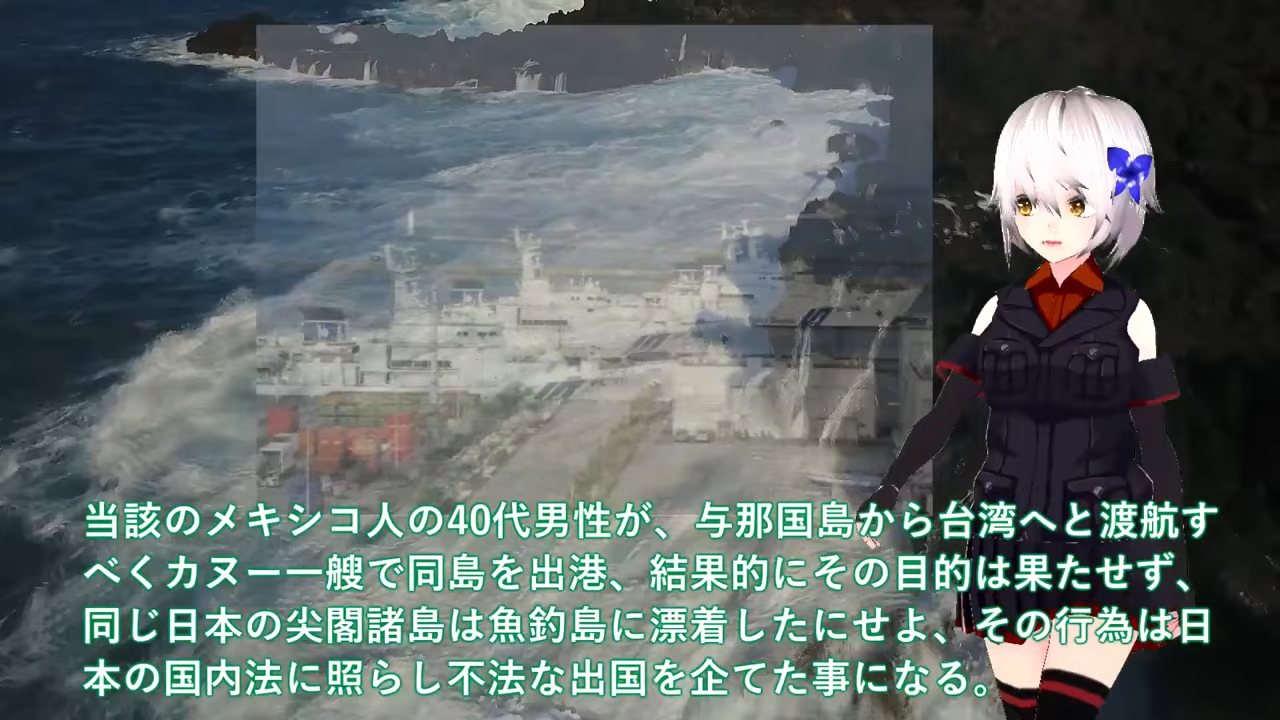 当該のメキシコ人の40代男性が、与那国島から台湾へと渡航す
べくカヌー一艘で同島を出港、結果的にその目的は果たせず、
同じ日本の尖閣諸島は魚釣島に漂着したにせよ、その行為は日
本の国内法に照らし不法な出国を企てた事になる。